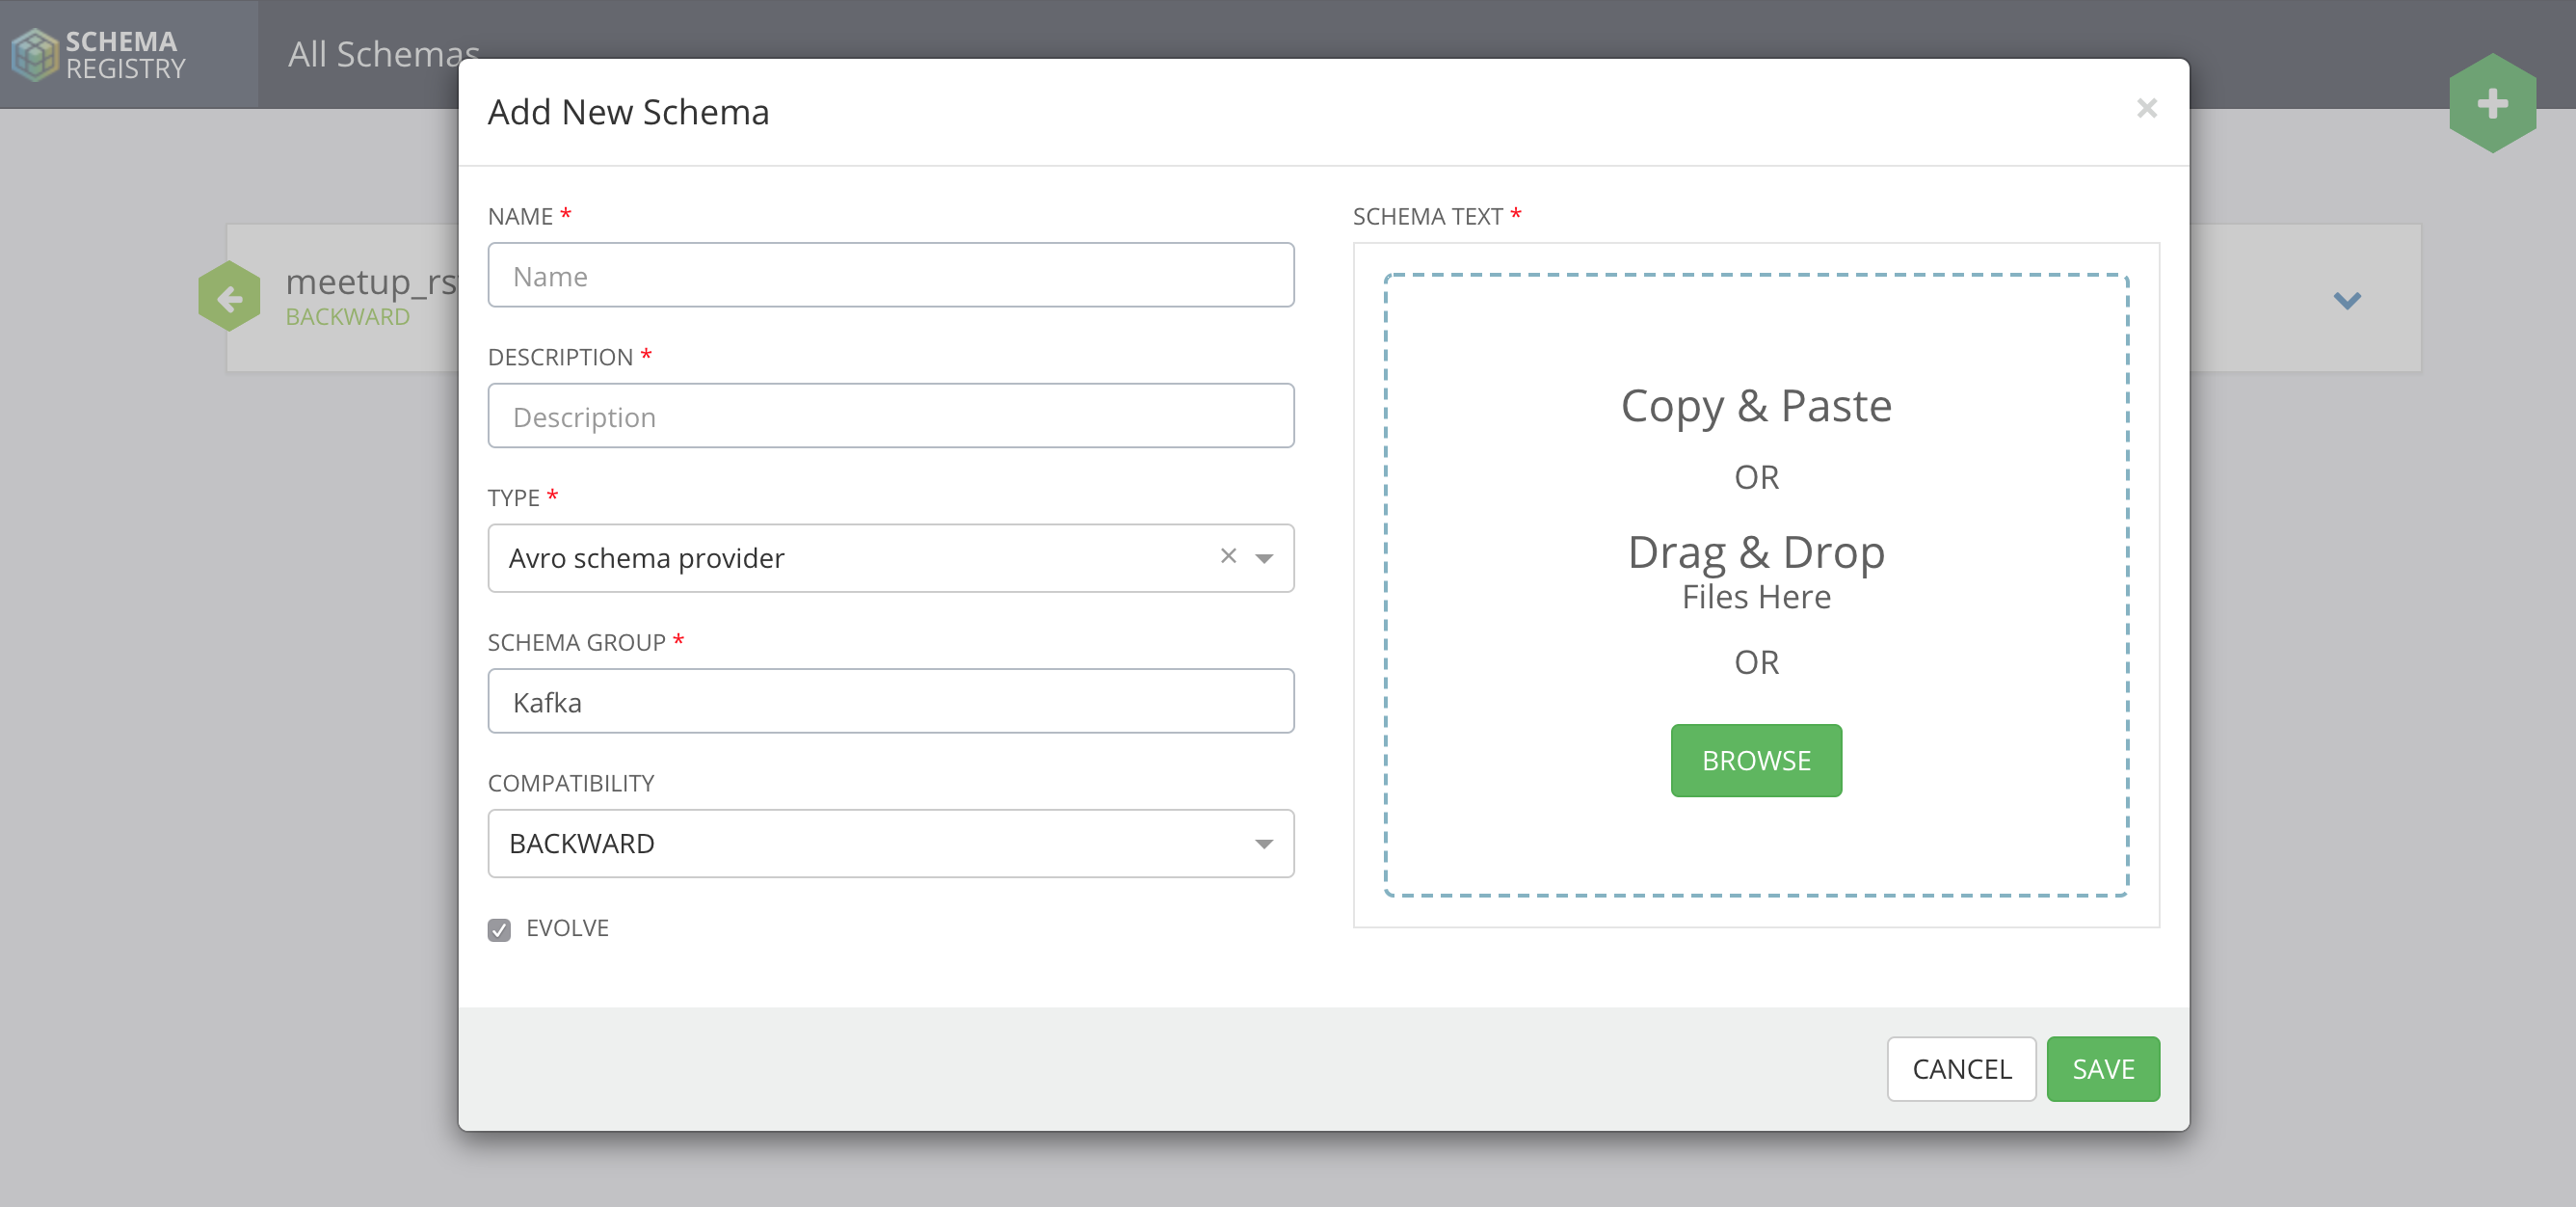 SCHEMA
REGISTRY
All Schemas
Add New Schema
×
meetup_rs
BACKWARD
NAME *
Name
DESCRIPTION *
Description
TYPE *
Avro schema provider
SCHEMA GROUP *
Kafka
COMPATIBILITY
BACKWARD
EVOLVE
SCHEMA TEXT *
Copy & Paste
OR
Drag & Drop
Files Here
OR
BROWSE
CANCEL
SAVE